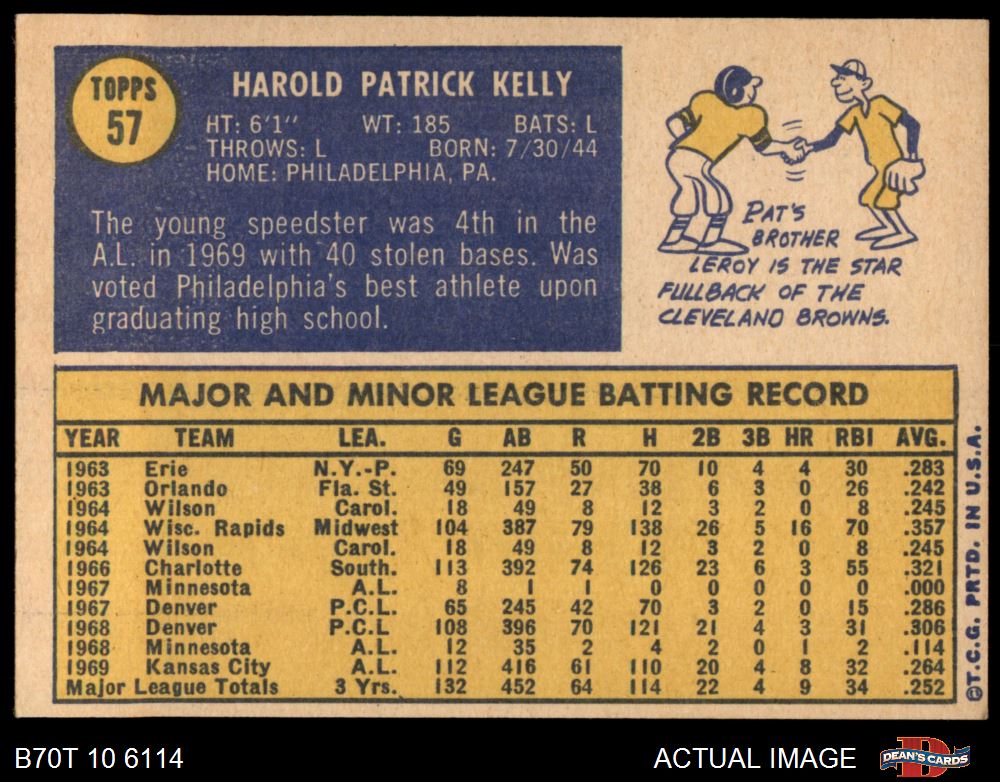 TOPPS
57
HAROLD PATRICK KELLY
HT: 6'1" WT: 185 BATS: L
THROWS: L BORN: 7/30/44
HOME: PHILADELPHIA, PA.
The young speedster was 4th in the
A.L. in 1969 with 40 stolen bases. Was
voted Philadelphia's best athlete upon
graduating high school.
PAT'S
BROTHER
LEROY IS THE STAR
FULLBACK OF THE
CLEVELAND BROWNS.
MAJOR AND MINOR LEAGUE BATTING RECORD
YEAR TEAM LEA. G AB R H 2B 3B HR RBI AVG.
1963 Erie N.Y.-P. 69 247 50 70 10 4 4 30 .283
1963 Orlando Fla. St. 49 157 27 38 6 3 0 26 .242
1964 Wilson Carol. 18 49 8 12 3 2 0 8 .245
1964 Wisc. Rapids Midwest 104 387 79 138 26 5 16 70 .357
1964 Wilson Carol. 18 49 8 12 3 2 0 8 .245
1966 Charlotte South. 113 392 74 126 23 6 3 55 .321
1967 Minnesota A.L. 8 1 1 0 0 0 0 0 .000
1967 Denver P.C.L. 65 245 42 70 3 2 0 15 .286
1968 Denver P.C.L 108 396 70 121 21 4 3 31 .306
1968 Minnesota A.L. 12 35 2 4 2 0 1 2 .114
1969 Kansas City A.L. 112 416 61 110 20 4 8 32 .264
Major League Totals 3 Yrs. 132 452 64 114 22 4 9 34 .252
©T.C.G. PRTD. IN U.S.A.
B70T 10 6114 ACTUAL IMAGE
DEAN'S CARDS